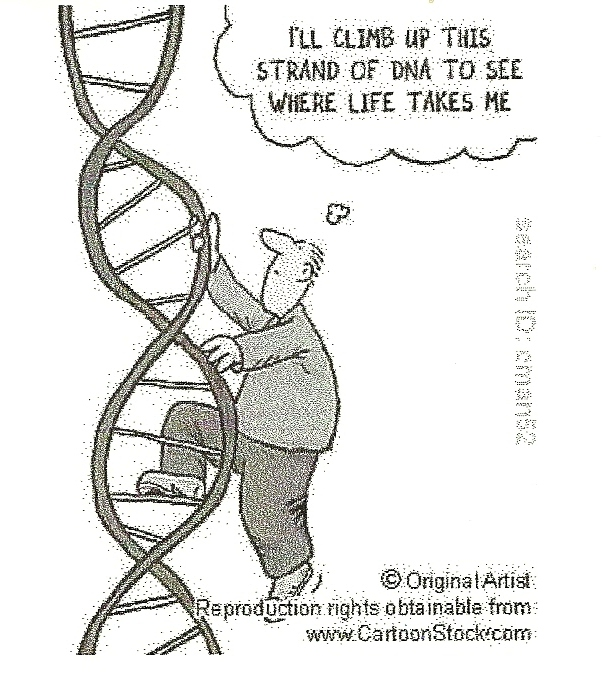 I'LL CLIMB UP THIS
STRAND OF DNA TO SEE
WHERE LIFE TAKES ME
search ID: cman52
© Original Artist
Reproduction rights obtainable from
www.CartoonStock.com